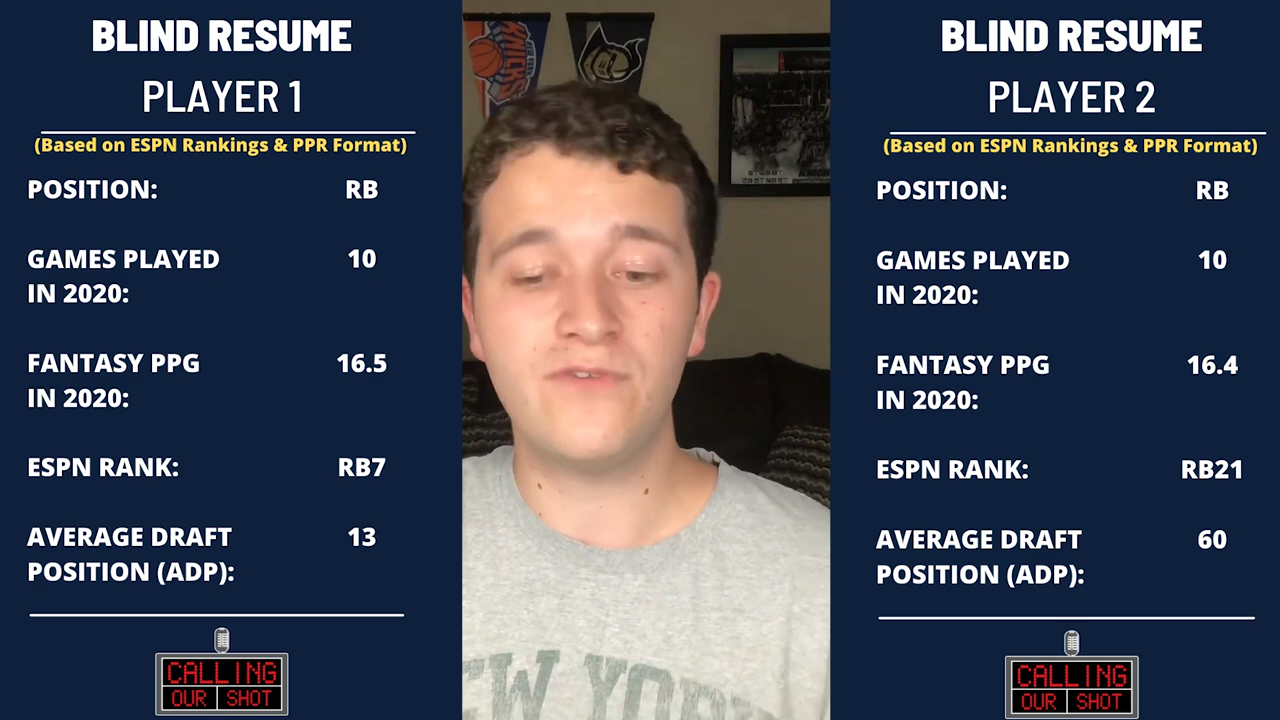 BLIND RESUME
PLAYER 1
(Based on ESPN Rankings & PPR Format)
POSITION: RB
GAMES PLAYED IN 2020: 10
FANTASY PPG IN 2020: 16.5
ESPN RANK: RB7
AVERAGE DRAFT POSITION (ADP): 13
CALLING
OUR SHOT
KNICKS
NEW YORK
BLIND RESUME
PLAYER 2
(Based on ESPN Rankings & PPR Format)
POSITION: RB
GAMES PLAYED IN 2020: 10
FANTASY PPG IN 2020: 16.4
ESPN RANK: RB21
AVERAGE DRAFT POSITION (ADP): 60
CALLING
OUR SHOT